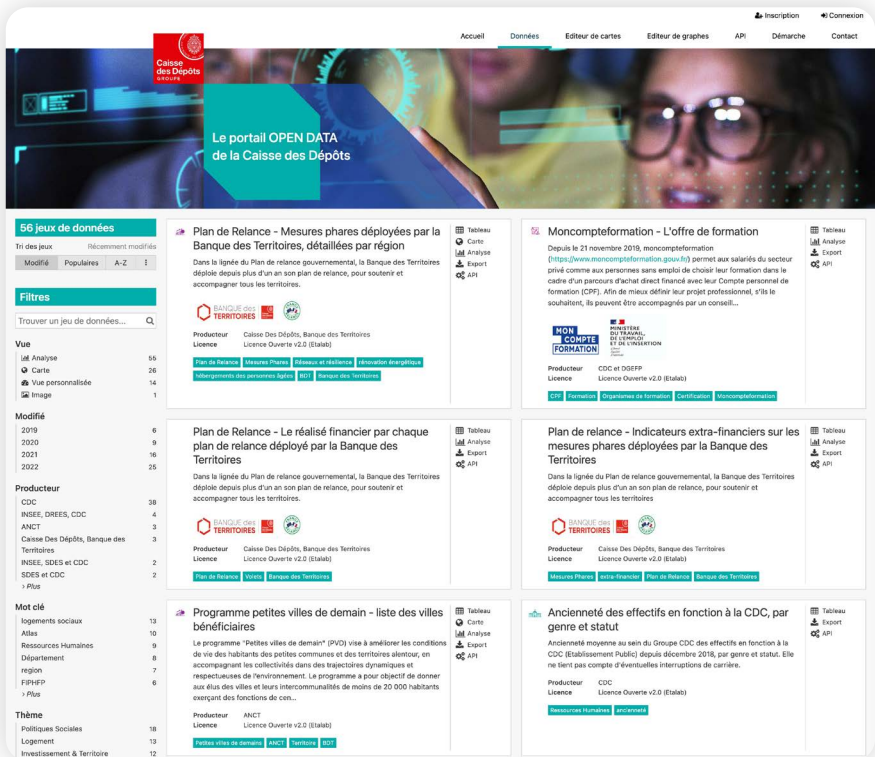 Inscription
Connexion
Accueil
Données
Editeur de cartes
Editeur de graphes
API
Démarche
Contact
Caisse
des Dépôts
GROUPE
Le portail OPEN DATA
de la Caisse des Dépôts
56 jeux de données
Tri des jeux Récemment modifiés
Modifié Populaires A-Z
Filtres
Trouver un jeu de données...
Vue
Analyse 55
Carte 26
Vue personnalisée 14
Image 1
Modifié
2019 6
2020 9
2021 16
2022 25
Producteur
CDC 38
INSEE, DREES, CDC 4
ANCT 3
Caisse Des Dépôts, Banque des 3
Territoires
INSEE, SDES et CDC 2
SDES et CDC 2
> Plus
Mot clé
logements sociaux 13
Atlas 10
Ressources Humaines 9
Département 8
region 7
FIPHFP 6
> Plus
Thème
Politiques Sociales 18
Logement 13
Investissement & Territoire 12
Plan de Relance - Mesures phares déployées par la
Banque des Territoires, détaillées par région
Dans la lignée du Plan de relance gouvernemental, la Banque des Territoires
déploie depuis plus d'un an son plan de relance, pour soutenir et
accompagner tous les territoires.
BANQUE des
TERRITOIRES
Producteur Caisse Des Dépôts, Banque des Territoires
Licence Licence Ouverte v2.0 (Etalab)
Plan de Relance Mesures Phares Réseaux et résilience rénovation énergétique
hébergements des personnes âgées BDT Banque des Territoires
Tableau
Carte
Analyse
Export
API
Moncompteformation - L'offre de formation
Depuis le 21 novembre 2019, moncompteformation
(https://www.moncompteformation.gouv.fr/) permet aux salariés du secteur
privé comme aux personnes sans emploi de choisir leur formation dans le
cadre d'un parcours d'achat direct financé avec leur Compte personnel de
formation (CPF). Afin de mieux définir leur projet professionnel, s'ils le
souhaitent, ils peuvent être accompagnés par un conseill...
MON
COMPTE
FORMATION
MINISTÈRE
DU TRAVAIL,
DE L'EMPLOI
ET DE L'INSERTION
Producteur CDC et DGEFP
Licence Licence Ouverte v2.0 (Etalab)
CPF Formation Organismes de formation Certification Moncompteformation
Tableau
Analyse
Export
API
Plan de Relance - Le réalisé financier par chaque
plan de relance déployé par la Banque des
Territoires
Dans la lignée du Plan de relance gouvernemental, la Banque des Territoires
déploie depuis plus d'un an son plan de relance, pour soutenir et
accompagner tous les territoires.
BANQUE des
TERRITOIRES
Producteur Caisse Des Dépôts, Banque des Territoires
Licence Licence Ouverte v2.0 (Etalab)
Plan de Relance Volets Banque des Territoires
Tableau
Analyse
Export
API
Plan de relance - Indicateurs extra-financiers sur les
mesures phares déployées par la Banque des
Territoires
Dans la lignée du Plan de relance gouvernemental, la Banque des Territoires
déploie depuis plus d'un an son plan de relance, pour soutenir et
accompagner tous les territoires
BANQUE des
TERRITOIRES
Producteur Caisse Des Dépôts, Banque des Territoires
Licence Licence Ouverte v2.0 (Etalab)
Mesures Phares extra-financier Plan de Relance Banque des Territoires
Tableau
Analyse
Export
API
Programme petites villes de demain - liste des villes
bénéficiaires
Le programme "Petites villes de demain" (PVD) vise à améliorer les conditions
de vie des habitants des petites communes et des territoires alentour, en
accompagnant les collectivités dans des trajectoires dynamiques et
respectueuses de l'environnement. Le programme a pour objectif de donner
aux élus des villes et leurs intercommunalités de moins de 20 000 habitants
exerçant des fonctions de cen...
Producteur ANCT
Licence Licence Ouverte v2.0 (Etalab)
Petites villes de demains ANCT Territoire BDT
Tableau
Carte
Analyse
Export
API
Ancienneté des effectifs en fonction à la CDC, par
genre et statut
Ancienneté moyenne au sein du Groupe CDC des effectifs en fonction à la
CDC (Etablissement Public) depuis décembre 2018, par genre et statut. Elle
ne tient pas compte d'éventuelles interruptions de carrière.
Producteur CDC
Licence Licence Ouverte v2.0 (Etalab)
Ressources Humaines ancienneté
Tableau
Export
API